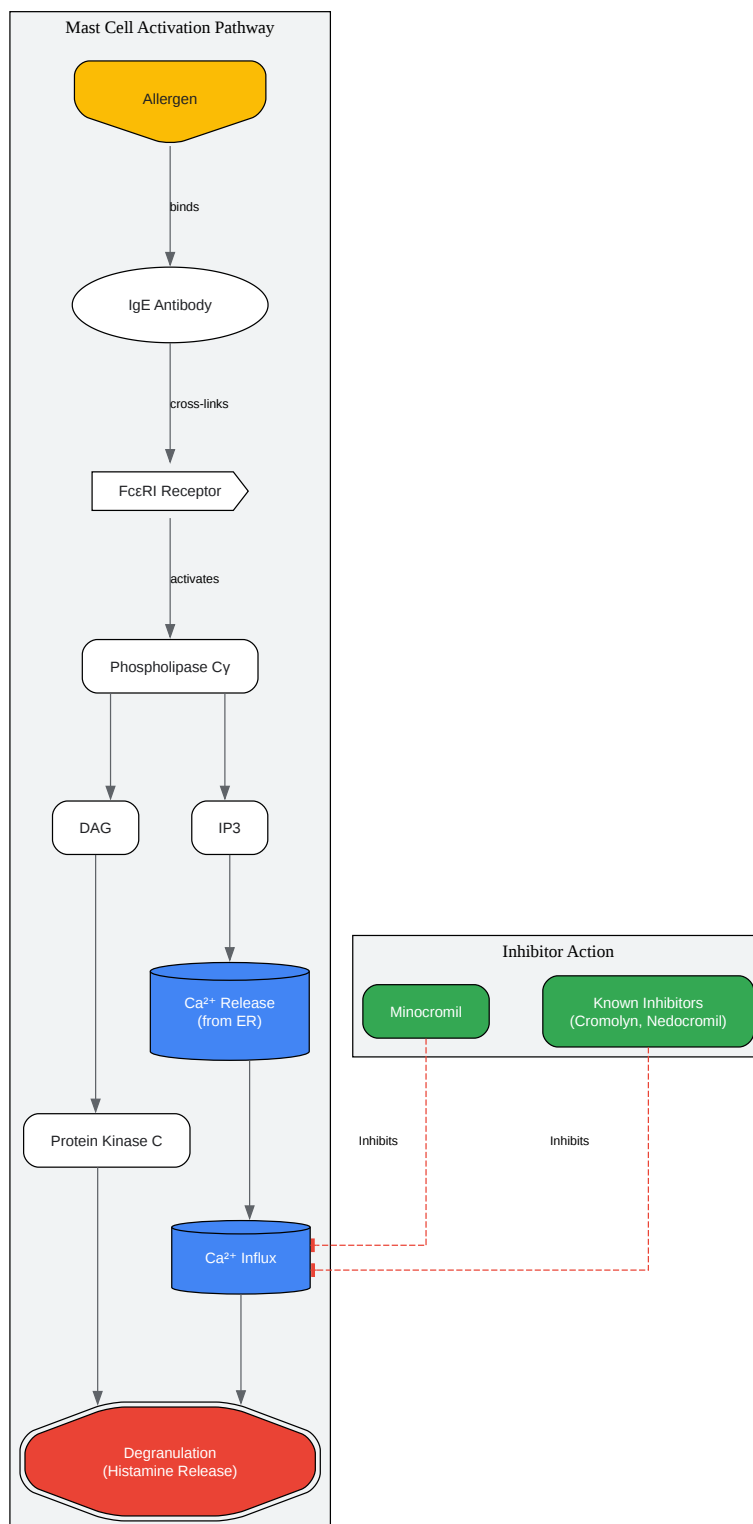 Mast Cell Activation Pathway
Allergen
binds
IgE Antibody
cross-links
FcεRI Receptor
activates
Phospholipase Cγ
DAG
IP3
Ca²⁺ Release
(from ER)
Protein Kinase C
Ca²⁺ Influx
Degranulation
(Histamine Release)
Inhibitor Action
Minocromil
Known Inhibitors
(Cromolyn, Nedocromil)
Inhibits
Inhibits